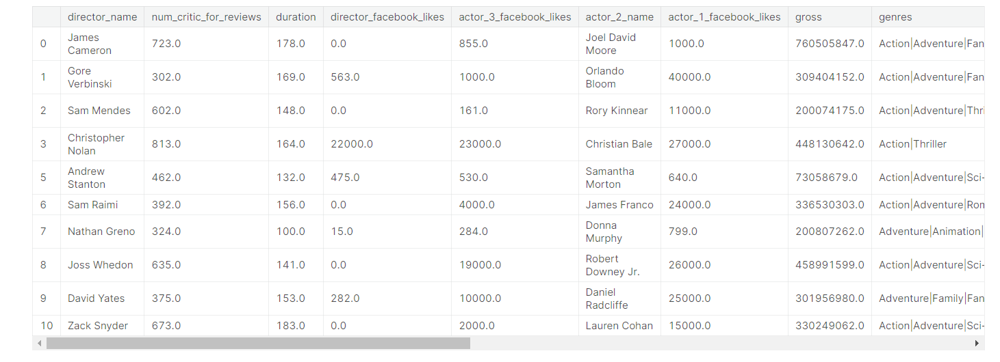 director_name num_critic_for_reviews duration director_facebook_likes actor_3_facebook_likes actor_2_name actor_1_facebook_likes gross genres
0 James Cameron 723.0 178.0 0.0 855.0 Joel David Moore 1000.0 760505847.0 Action|Adventure|Fan
1 Gore Verbinski 302.0 169.0 563.0 1000.0 Orlando Bloom 40000.0 309404152.0 Action|Adventure|Fan
2 Sam Mendes 602.0 148.0 0.0 161.0 Rory Kinnear 11000.0 200074175.0 Action|Adventure|Thri
3 Christopher Nolan 813.0 164.0 22000.0 23000.0 Christian Bale 27000.0 448130642.0 Action|Thriller
5 Andrew Stanton 462.0 132.0 475.0 530.0 Samantha Morton 640.0 73058679.0 Action|Adventure|Sci-
6 Sam Raimi 392.0 156.0 0.0 4000.0 James Franco 24000.0 336530303.0 Action|Adventure|Rom
7 Nathan Greno 324.0 100.0 15.0 284.0 Donna Murphy 799.0 200807262.0 Adventure|Animation|
8 Joss Whedon 635.0 141.0 0.0 19000.0 Robert Downey Jr. 26000.0 458991599.0 Action|Adventure|Sci-
9 David Yates 375.0 153.0 282.0 10000.0 Daniel Radcliffe 25000.0 301956980.0 Adventure|Family|Fan
10 Zack Snyder 673.0 183.0 0.0 2000.0 Lauren Cohan 15000.0 330249062.0 Action|Adventure|Sci-